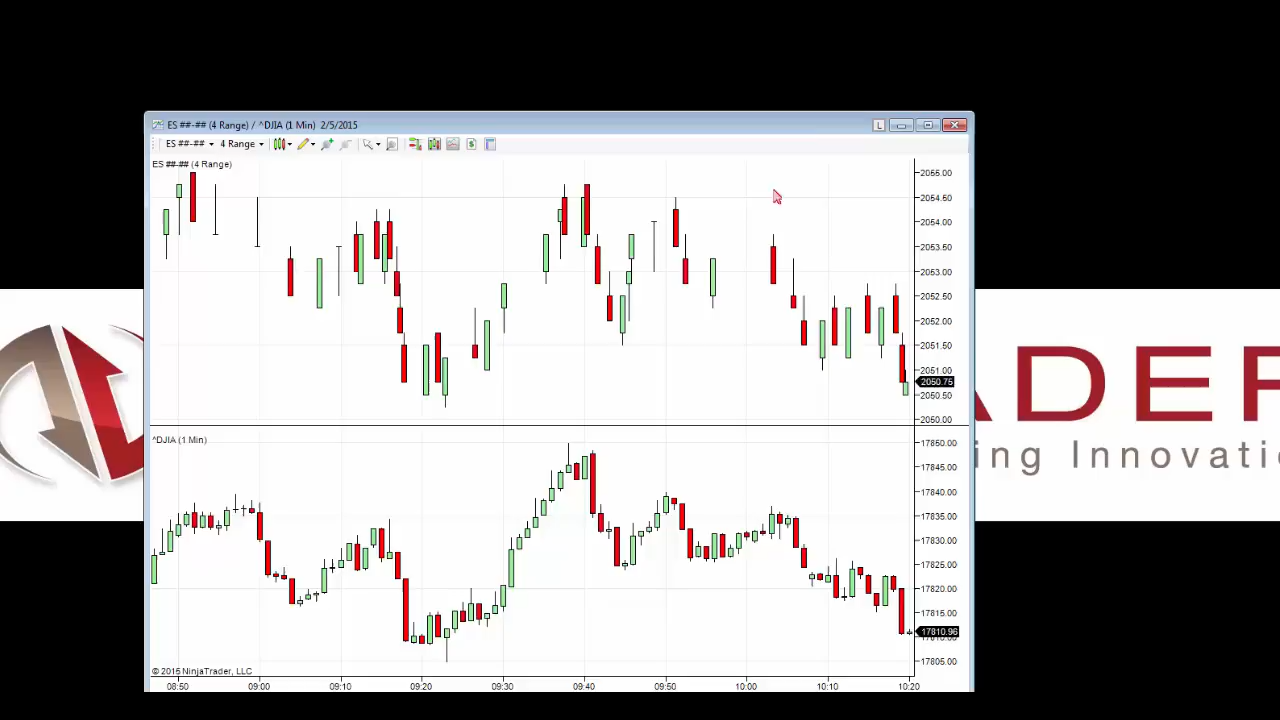 ES ##-## (4 Range) / ^DJIA (1 Min) 2/5/2015
L
ES ##-## 4 Range
ES ##-## (4 Range)
2055.00
2054.50
2054.00
2053.50
2053.00
2052.50
2052.00
2051.50
2051.00
2050.75
2050.50
2050.00
ADER
ing Innovati
^DJIA (1 Min)
17850.00
17845.00
17840.00
17835.00
17830.00
17825.00
17820.00
17815.00
17810.96
17810.00
17805.00
© 2015 NinjaTrader, LLC
08:50 09:00 09:10 09:20 09:30 09:40 09:50 10:00 10:10 10:20